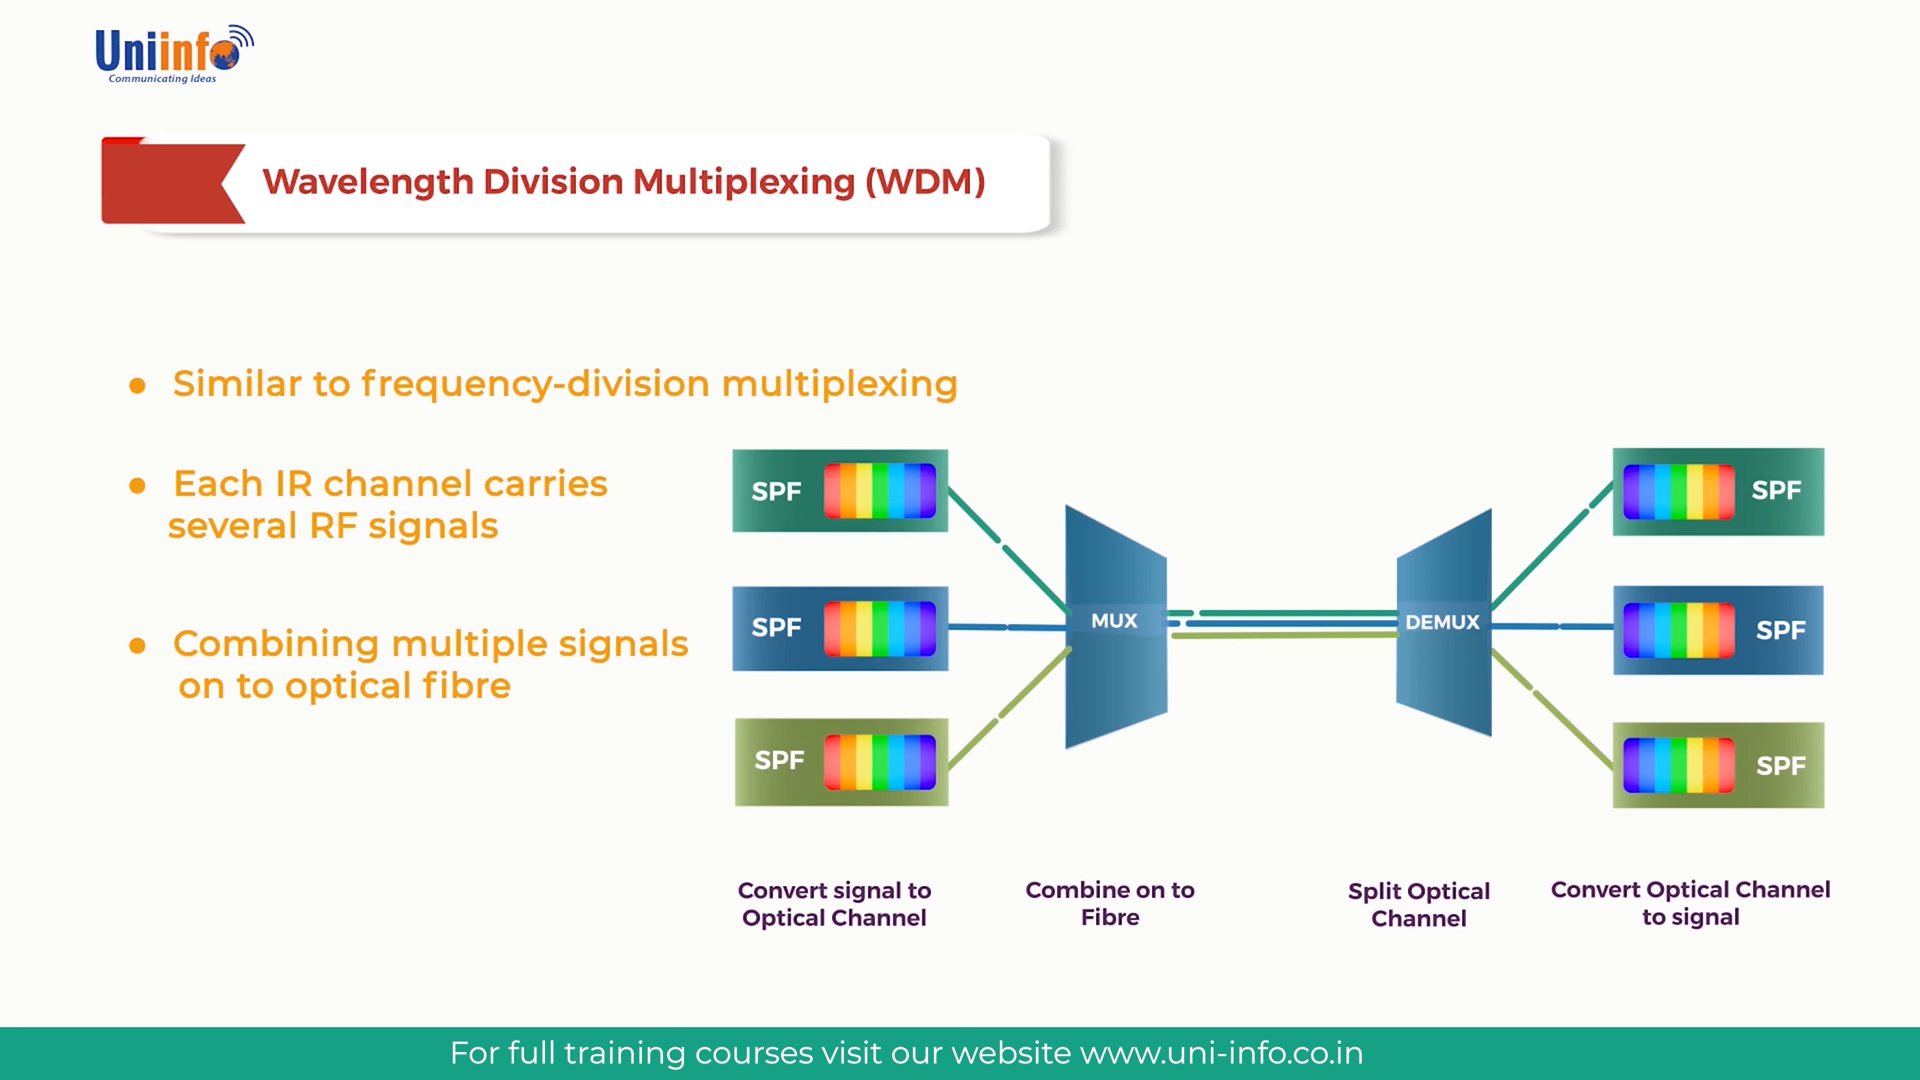 Uniinfo
Communicating Ideas
Wavelength Division Multiplexing (WDM)
● Similar to frequency-division multiplexing
● Each IR channel carries
several RF signals
● Combining multiple signals
on to optical fibre
SPF
SPF
SPF
MUX
DEMUX
SPF
SPF
SPF
Convert signal to
Optical Channel
Combine on to
Fibre
Split Optical
Channel
Convert Optical Channel
to signal
For full training courses visit our website www.uni-info.co.in